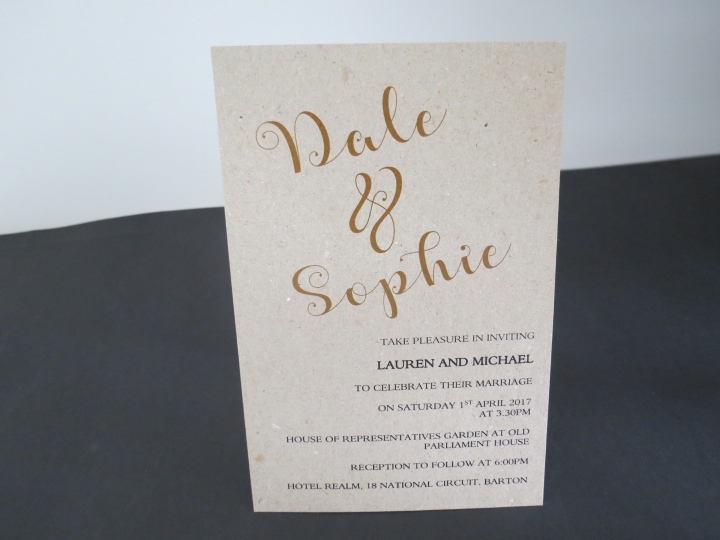 Dale
&
Sophie
TAKE PLEASURE IN INVITING
LAUREN AND MICHAEL
TO CELEBRATE THEIR MARRIAGE
ON SATURDAY 1ST APRIL 2017
AT 3.30PM
HOUSE OF REPRESENTATIVES GARDEN AT OLD
PARLIAMENT HOUSE
RECEPTION TO FOLLOW AT 6:00PM
HOTEL REALM, 18 NATIONAL CIRCUIT, BARTON